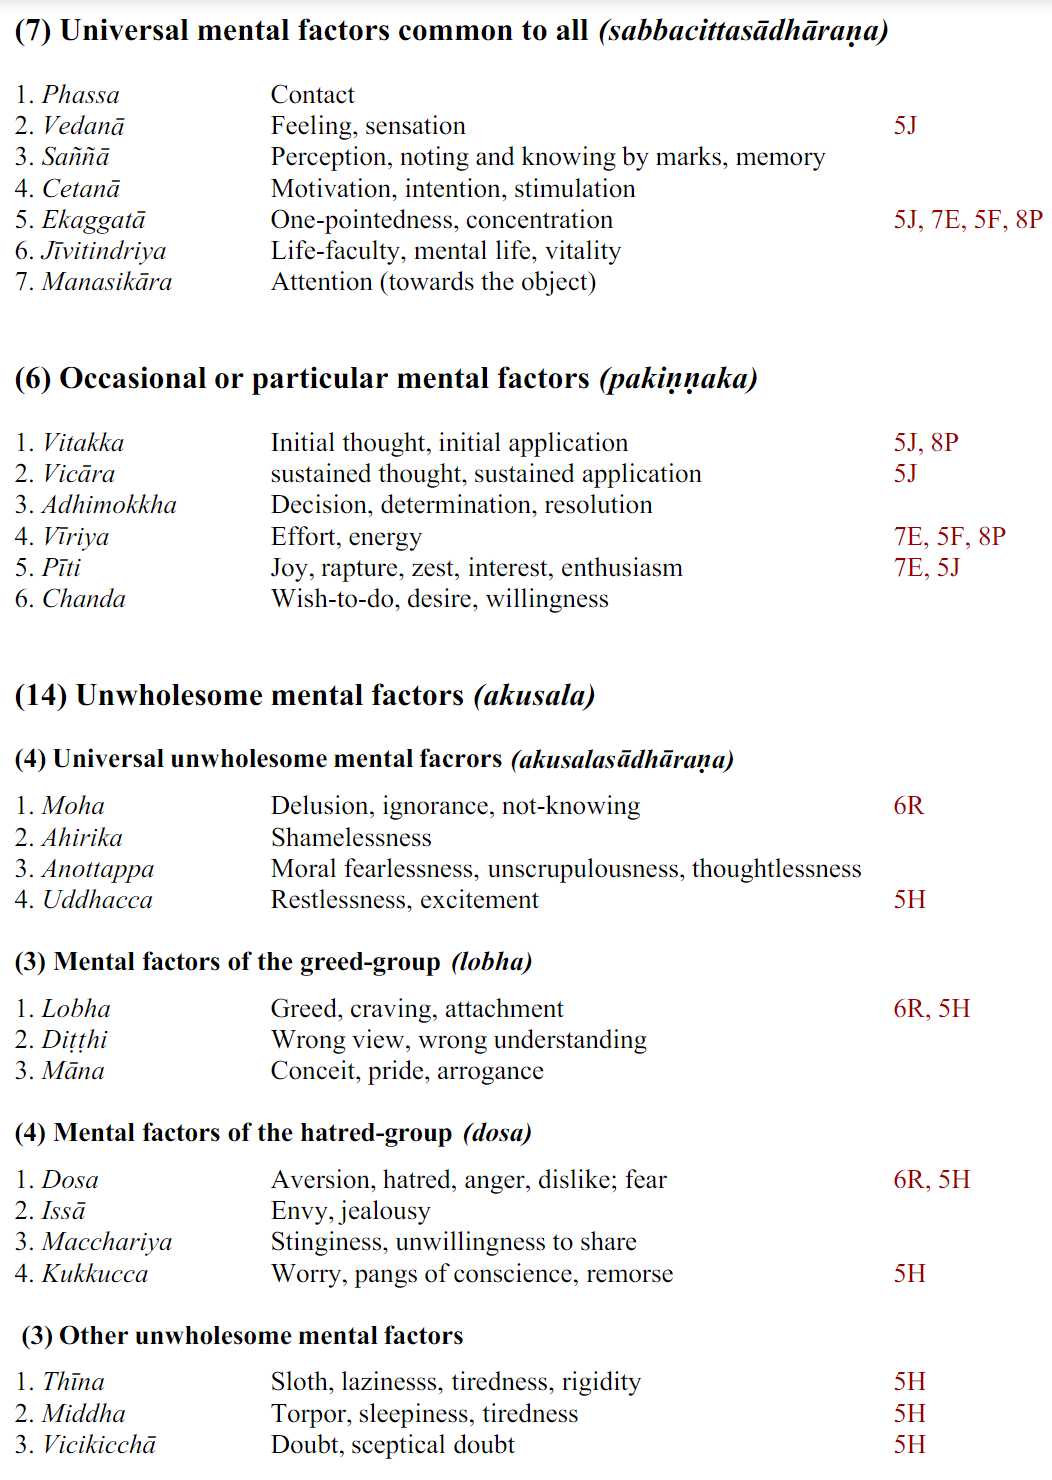 (7) Universal mental factors common to all (sabbacittasādhāraṇa)
1. Phassa Contact
2. Vedanā Feeling, sensation 5J
3. Saññā Perception, noting and knowing by marks, memory
4. Cetanā Motivation, intention, stimulation
5. Ekaggatā One-pointedness, concentration 5J, 7E, 5F, 8P
6. Jīvitindriya Life-faculty, mental life, vitality
7. Manasikāra Attention (towards the object)
(6) Occasional or particular mental factors (pakiṇṇaka)
1. Vitakka Initial thought, initial application 5J, 8P
2. Vicāra sustained thought, sustained application 5J
3. Adhimokkha Decision, determination, resolution
4. Vīriya Effort, energy 7E, 5F, 8P
5. Pīti Joy, rapture, zest, interest, enthusiasm 7E, 5J
6. Chanda Wish-to-do, desire, willingness
(14) Unwholesome mental factors (akusala)
(4) Universal unwholesome mental facrors (akusalasādhāraṇa)
1. Moha Delusion, ignorance, not-knowing 6R
2. Ahirika Shamelessness
3. Anottappa Moral fearlessness, unscrupulousness, thoughtlessness
4. Uddhacca Restlessness, excitement 5H
(3) Mental factors of the greed-group (lobha)
1. Lobha Greed, craving, attachment 6R, 5H
2. Diṭṭhi Wrong view, wrong understanding
3. Māna Conceit, pride, arrogance
(4) Mental factors of the hatred-group (dosa)
1. Dosa Aversion, hatred, anger, dislike; fear 6R, 5H
2. Issā Envy, jealousy
3. Macchariya Stinginess, unwillingness to share
4. Kukkucca Worry, pangs of conscience, remorse 5H
(3) Other unwholesome mental factors
1. Thīna Sloth, lazinesss, tiredness, rigidity 5H
2. Middha Torpor, sleepiness, tiredness 5H
3. Vicikicchā Doubt, sceptical doubt 5H